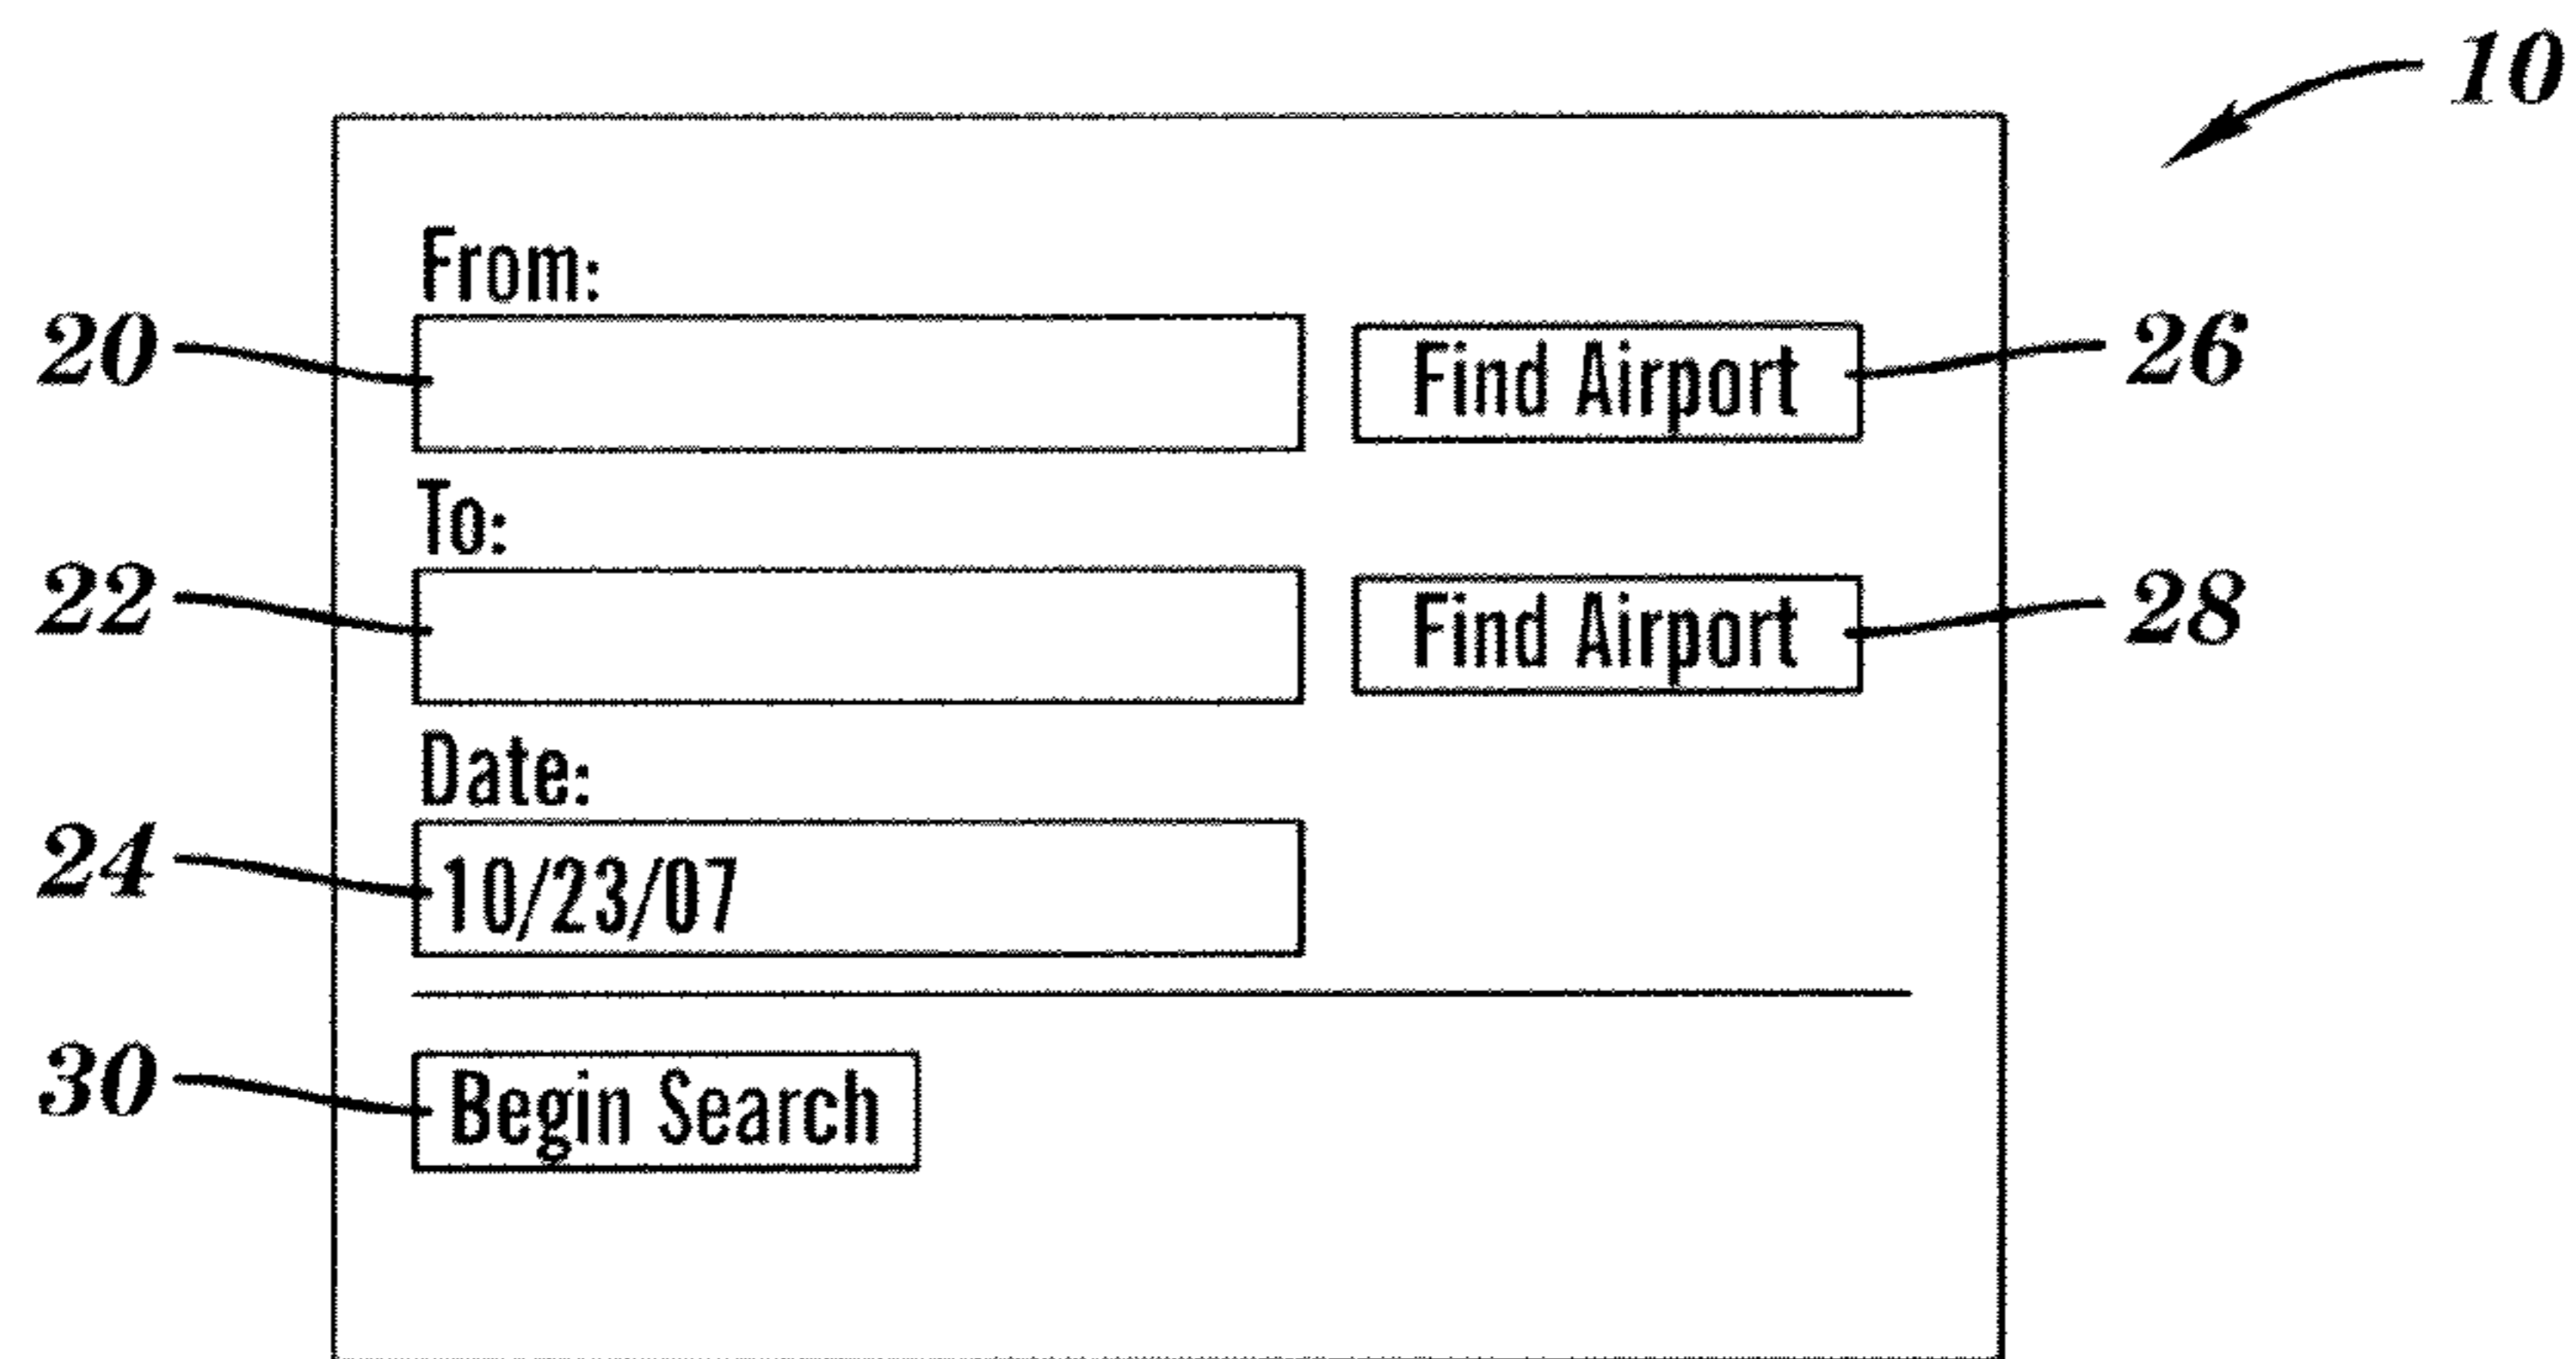 10
From:
20 Find Airport 26
To:
22 Find Airport 28
Date:
24 10/23/07
30 Begin Search